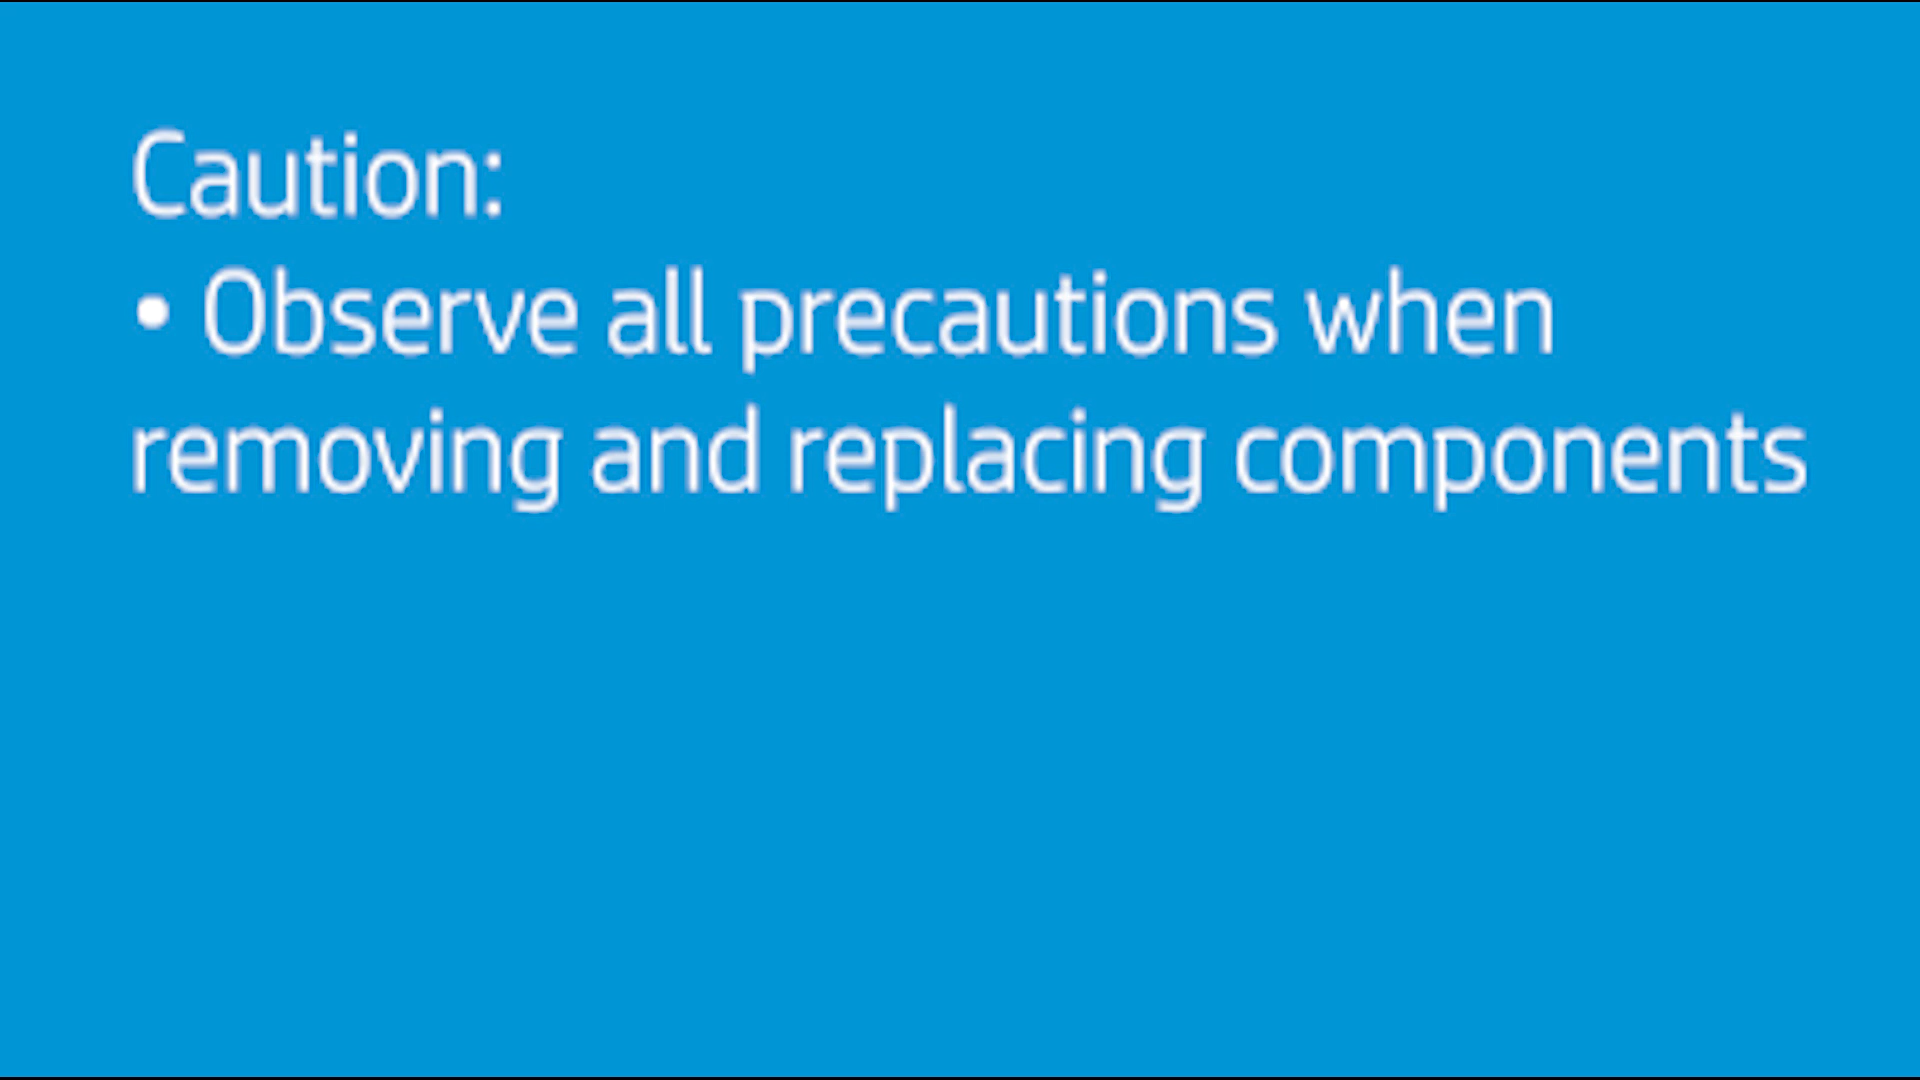 Caution:
• Observe all precautions when
removing and replacing components